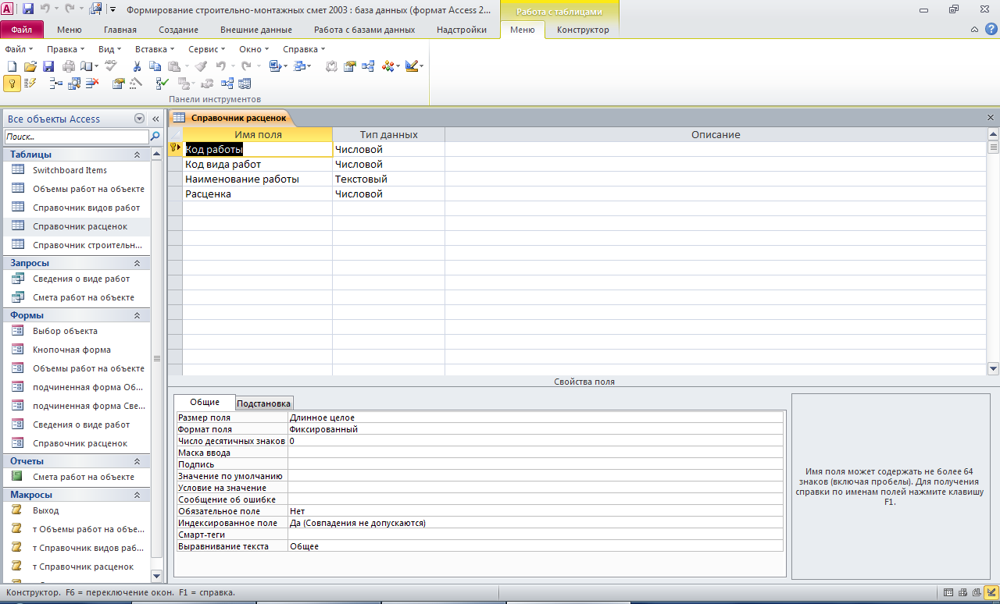 Формирование строительно-монтажных смет 2003 : база данных (формат Access 2...
Работа с таблицами
Файл Меню Главная Создание Внешние данные Работа с базами данных Надстройки Меню Конструктор
Файл Правка Вид Вставка Сервис Окно Справка
Панели инструментов
Все объекты Access «
Справочник расценок
Поиск...
Имя поля Тип данных Описание
Код работы Числовой
Код вида работ Числовой
Наименование работы Текстовый
Расценка Числовой
Таблицы
Switchboard Items
Объемы работ на объекте
Справочник видов работ
Справочник расценок
Справочник строительн...
Запросы
Сведения о виде работ
Смета работ на объекте
Формы
Выбор объекта
Кнопочная форма
Объемы работ на объекте
подчиненная форма Об...
подчиненная форма Све...
Сведения о виде работ
Справочник расценок
Отчеты
Смета работ на объекте
Макросы
Выход
т Объемы работ на объе...
т Справочник видов раб...
т Справочник расценок
Свойства поля
Общие Подстановка
Размер поля Длинное целое
Формат поля Фиксированный
Число десятичных знаков 0
Маска ввода
Подпись
Значение по умолчанию
Условие на значение
Сообщение об ошибке
Обязательное поле Нет
Индексированное поле Да (Совпадения не допускаются)
Смарт-теги
Выравнивание текста Общее
Имя поля может содержать не более 64
знаков (включая пробелы). Для получения
справки по именам полей нажмите клавишу
F1.
Конструктор. F6 = переключение окон. F1 = справка.